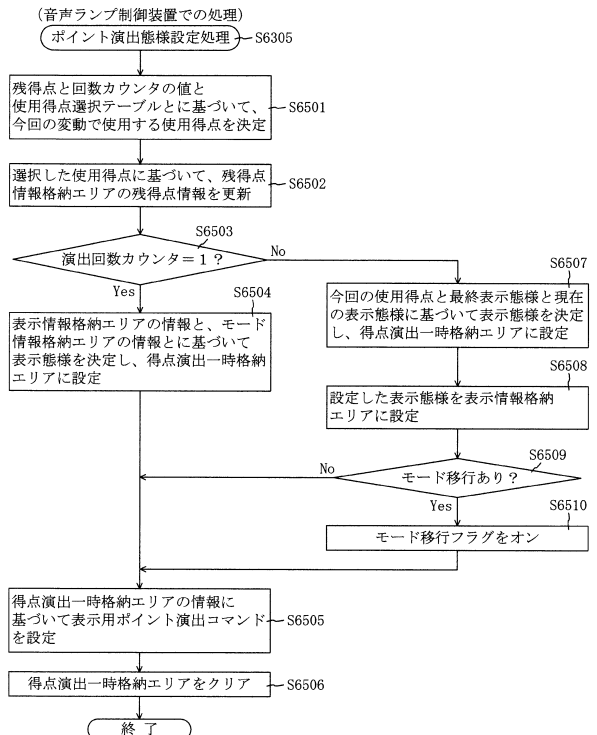 (音声ランプ制御装置での処理)
ポイント演出態様設定処理
S6305
残得点と回数カウンタの値と
使用得点選択テーブルとに基づいて、
今回の変動で使用する使用得点を決定
S6501
選択した使用得点に基づいて、残得点
情報格納エリアの残得点情報を更新
S6502
S6503
演出回数カウンタ=1?
No
Yes
S6504
表示情報格納エリアの情報と、モード
情報格納エリアの情報とに基づいて
表示態様を決定し、得点演出一時格納
エリアに設定
S6507
今回の使用得点と最終表示態様と現在
の表示態様に基づいて表示態様を決定
し、得点演出一時格納エリアに設定
S6508
設定した表示態様を表示情報格納
エリアに設定
S6509
モード移行あり?
No
Yes
S6510
モード移行フラグをオン
得点演出一時格納エリアの情報に
基づいて表示用ポイント演出コマンド
を設定
S6505
得点演出一時格納エリアをクリア
S6506
終了